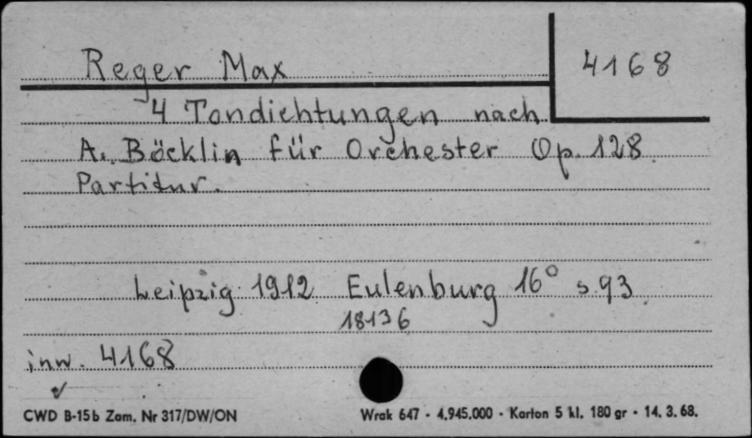 Reger Max
4168
4 Tondichtungen nach
A. Böcklin für Orchester Op. 128
Partitur.
Leipzig 1912 Eulenburg 16° s. 93
18136
inw. 4168
CWD B-15b Zam. Nr 317/DW/ON
Wrak 647 - 4.945.000 - Karton 5 kl. 180 gr - 14. 3. 68.